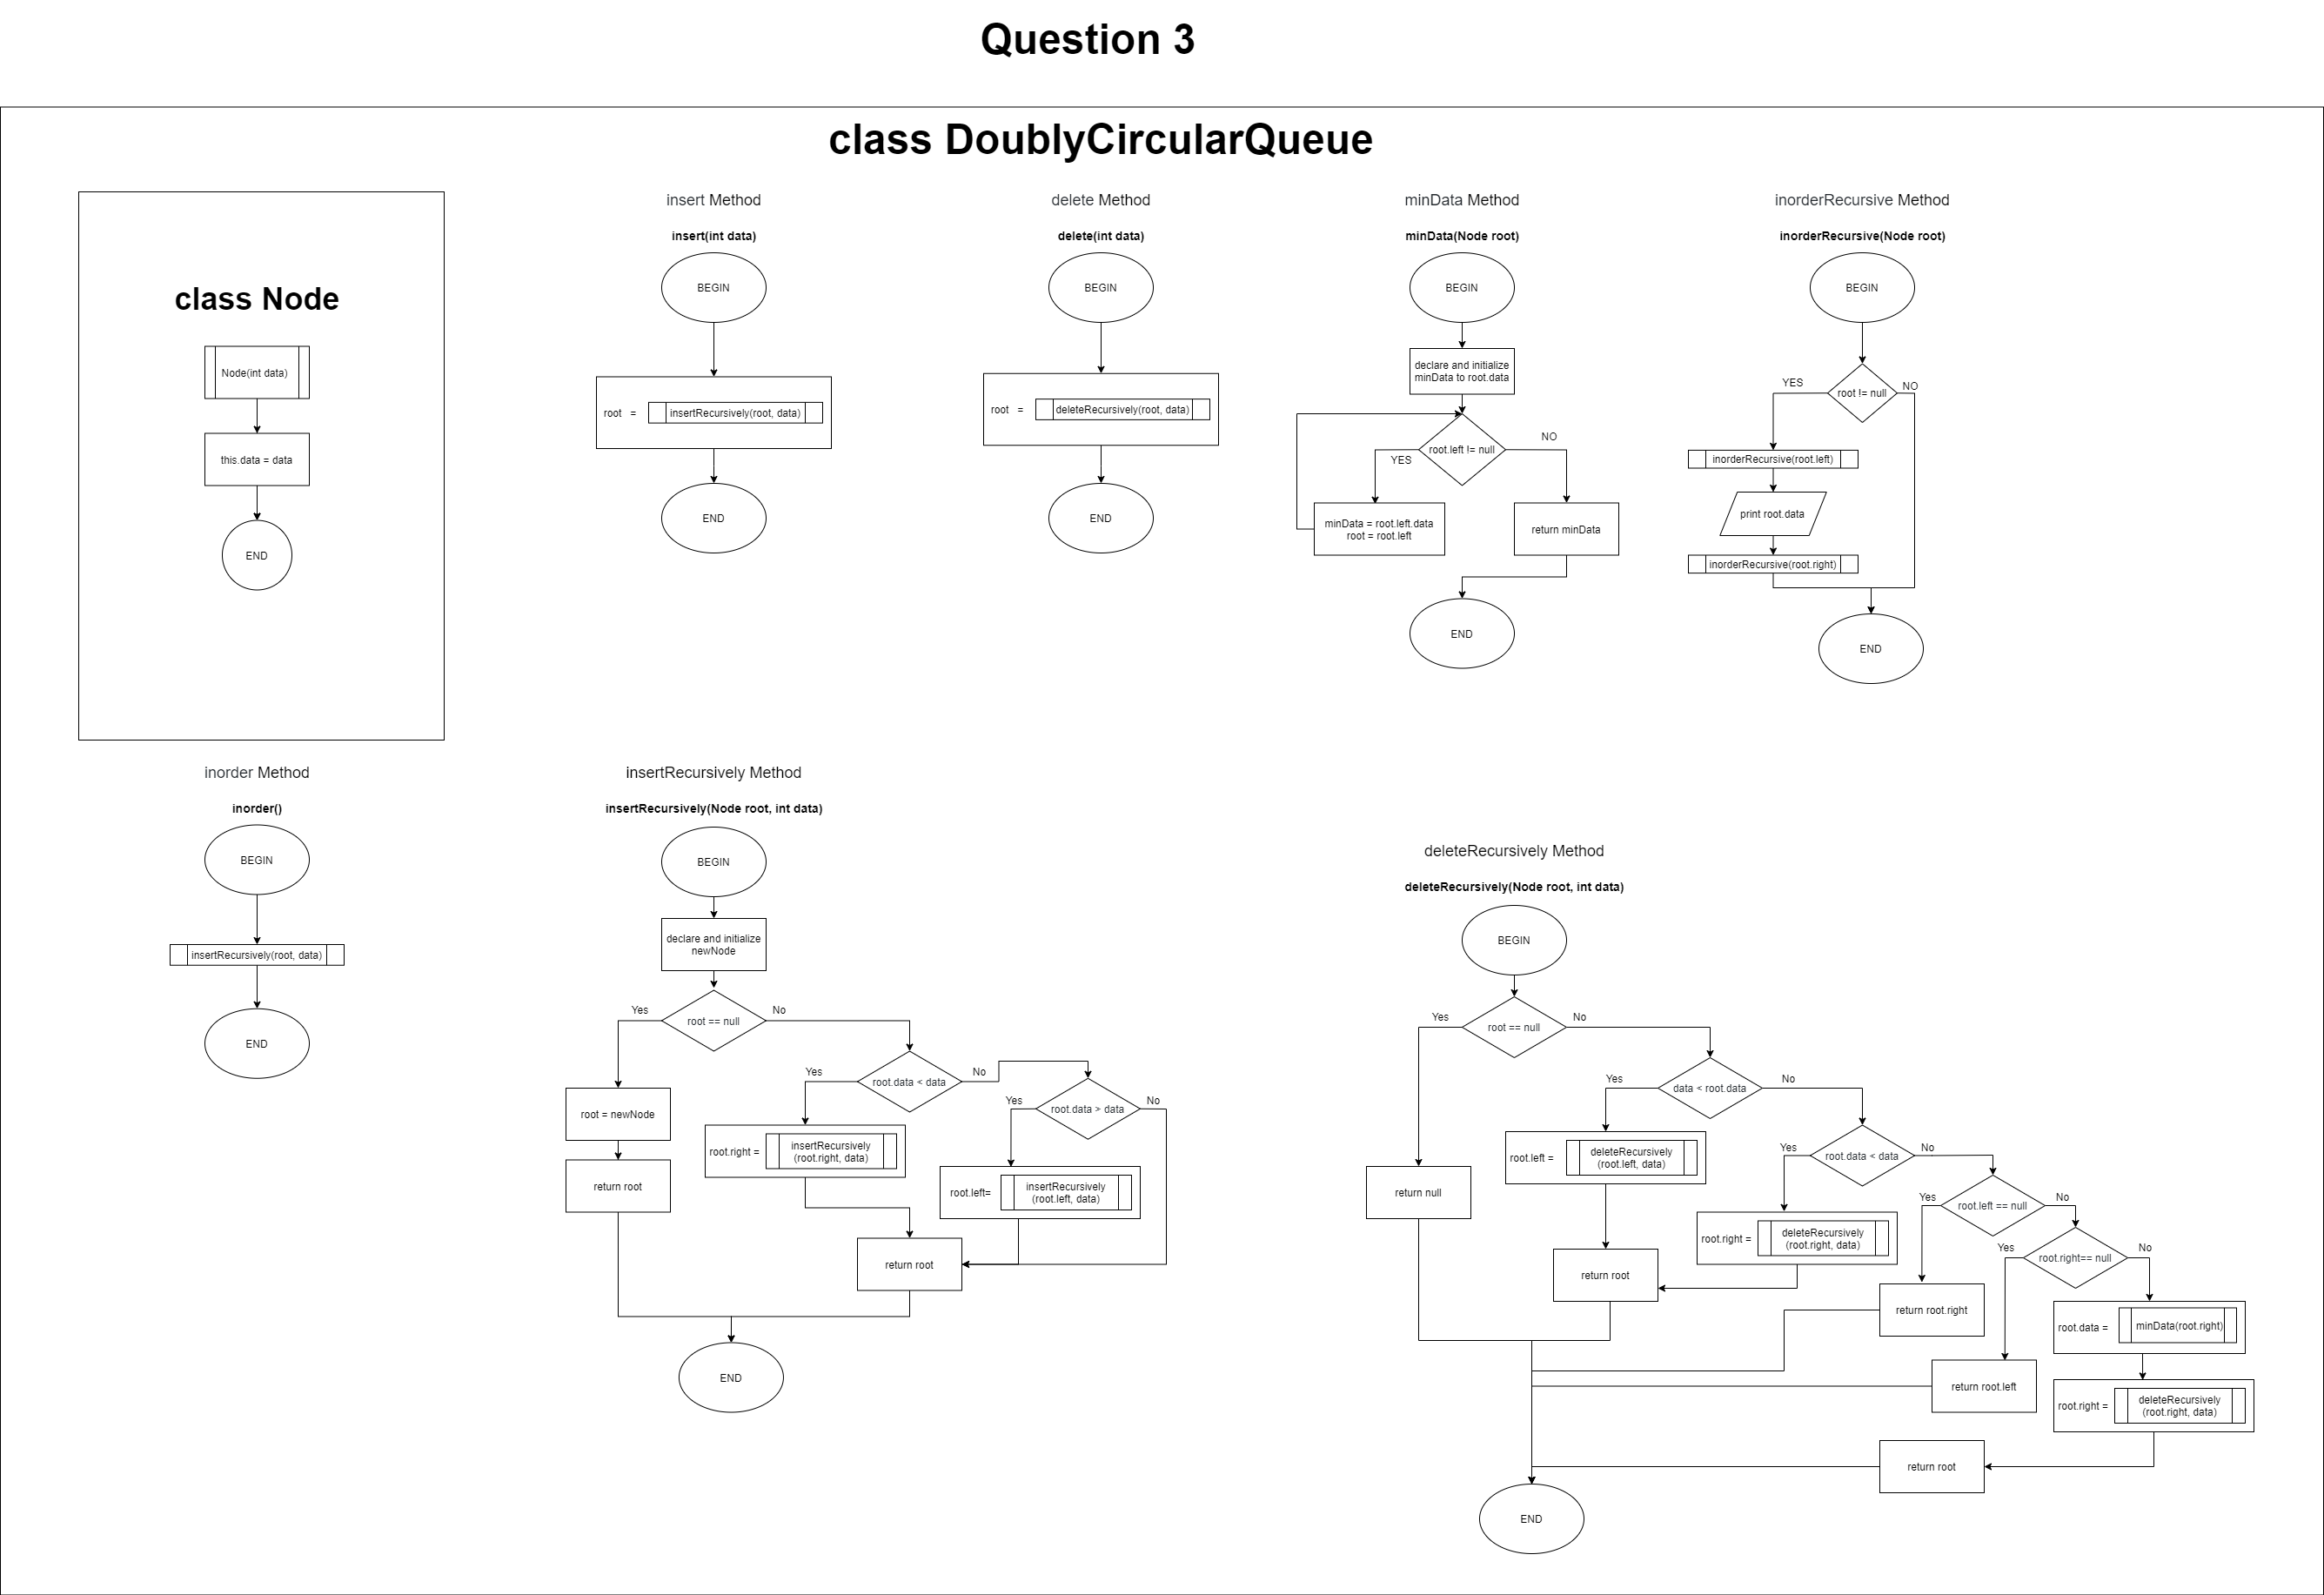 Question 3
class DoublyCircularQueue
class Node
Node(int data)
this.data = data
END
insert Method
insert(int data)
BEGIN
root =
insertRecursively(root, data)
END
delete Method
delete(int data)
BEGIN
root =
deleteRecursively(root, data)
END
minData Method
minData(Node root)
BEGIN
declare and initialize
minData to root.data
root.left != null
YES
NO
minData = root.left.data
root = root.left
return minData
END
inorderRecursive Method
inorderRecursive(Node root)
BEGIN
root != null
YES
NO
inorderRecursive(root.left)
print root.data
inorderRecursive(root.right)
END
inorder Method
inorder()
BEGIN
insertRecursively(root, data)
END
insertRecursively Method
insertRecursively(Node root, int data)
BEGIN
declare and initialize
newNode
Yes
root == null
No
root = newNode
return root
Yes
root.data < data
No
root.right =
insertRecursively
(root.right, data)
Yes
root.data > data
No
root.left=
insertRecursively
(root.left, data)
return root
END
deleteRecursively Method
deleteRecursively(Node root, int data)
BEGIN
Yes
root == null
No
return null
Yes
data < root.data
No
root.left =
deleteRecursively
(root.left, data)
return root
Yes
root.data < data
No
root.right =
deleteRecursively
(root.right, data)
Yes
root.left == null
No
return root.right
Yes
root.right== null
No
return root.left
root.data =
minData(root.right)
root.right =
deleteRecursively
(root.right, data)
return root
END